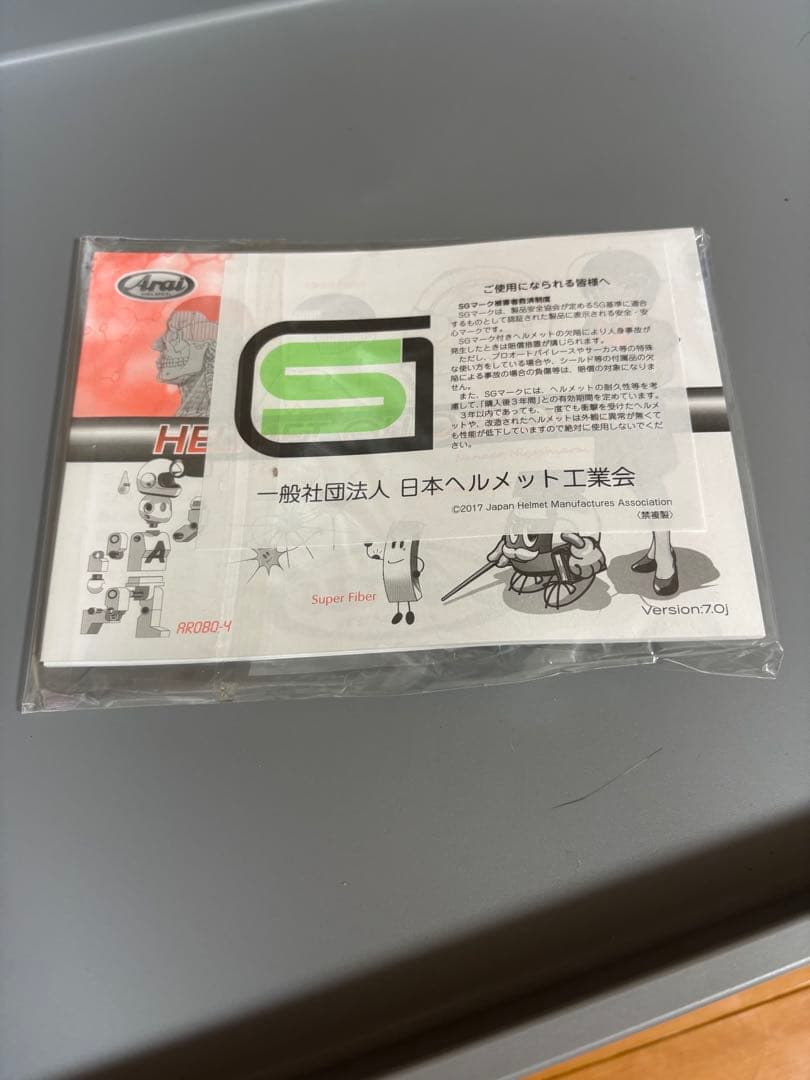 Arai
HELMET
ご使用になられる皆様へ
SGマーク被害者救済制度
SGマークは、製品安全協会が定めるSG基準に適合
するものとして認証された製品に表示される安全・安
心マークです。
SGマーク付きヘルメットの欠陥により人身事故が
発生したときは賠償措置が講じられます。
ただし、プロオートバイレースやサーカス等の特殊
な使い方をしている場合や、シールド等の付属品の欠
陥による事故の場合の負傷等は、賠償の対象になりま
せん。
また、SGマークには、ヘルメットの耐久性等を考
慮して、「購入後3年間」との有効期間を定めています。
3年以内であっても、一度でも衝撃を受けたヘルメ
ットや、改造されたヘルメットは外観に異常が無くて
も性能が低下していますので絶対に使用しないでくだ
さい。
SG
HE
一般社団法人 日本ヘルメット工業会
©2017 Japan Helmet Manufactures Association
〈禁複製〉
A
Super Fiber
AROBO-4
Version:7.0j